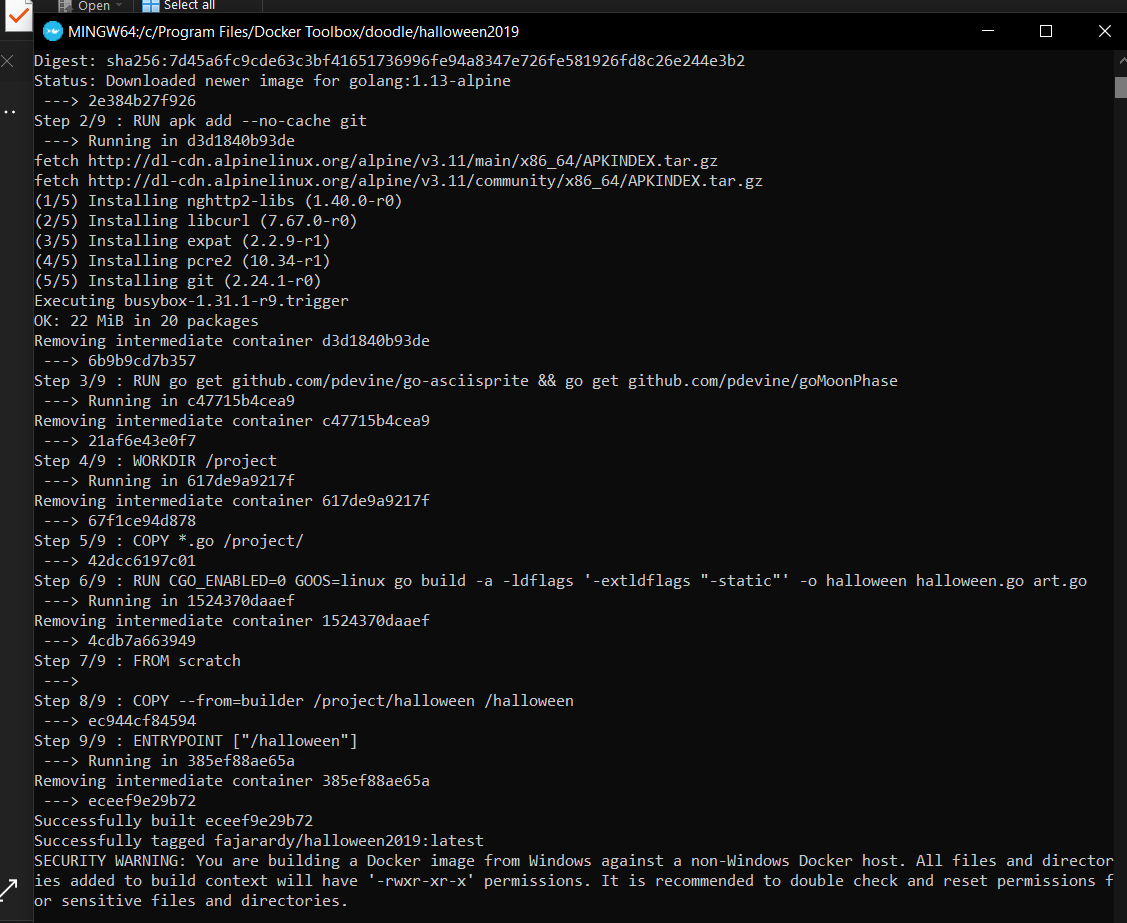 Open
Select all
MINGW64:/c/Program Files/Docker Toolbox/doodle/halloween2019
Digest: sha256:7d45a6fc9cde63c3bf41651736996fe94a8347e726fe581926fd8c26e244e3b2
Status: Downloaded newer image for golang:1.13-alpine
 ---> 2e384b27f926
Step 2/9 : RUN apk add --no-cache git
 ---> Running in d3d1840b93de
fetch http://dl-cdn.alpinelinux.org/alpine/v3.11/main/x86_64/APKINDEX.tar.gz
fetch http://dl-cdn.alpinelinux.org/alpine/v3.11/community/x86_64/APKINDEX.tar.gz
(1/5) Installing nghttp2-libs (1.40.0-r0)
(2/5) Installing libcurl (7.67.0-r0)
(3/5) Installing expat (2.2.9-r1)
(4/5) Installing pcre2 (10.34-r1)
(5/5) Installing git (2.24.1-r0)
Executing busybox-1.31.1-r9.trigger
OK: 22 MiB in 20 packages
Removing intermediate container d3d1840b93de
 ---> 6b9b9cd7b357
Step 3/9 : RUN go get github.com/pdevine/go-asciisprite && go get github.com/pdevine/goMoonPhase
 ---> Running in c47715b4cea9
Removing intermediate container c47715b4cea9
 ---> 21af6e43e0f7
Step 4/9 : WORKDIR /project
 ---> Running in 617de9a9217f
Removing intermediate container 617de9a9217f
 ---> 67f1ce94d878
Step 5/9 : COPY *.go /project/
 ---> 42dcc6197c01
Step 6/9 : RUN CGO_ENABLED=0 GOOS=linux go build -a -ldflags '-extldflags "-static"' -o halloween halloween.go art.go
 ---> Running in 1524370daaef
Removing intermediate container 1524370daaef
 ---> 4cdb7a663949
Step 7/9 : FROM scratch
 --->
Step 8/9 : COPY --from=builder /project/halloween /halloween
 ---> ec944cf84594
Step 9/9 : ENTRYPOINT ["/halloween"]
 ---> Running in 385ef88ae65a
Removing intermediate container 385ef88ae65a
 ---> eceef9e29b72
Successfully built eceef9e29b72
Successfully tagged fajarardy/halloween2019:latest
SECURITY WARNING: You are building a Docker image from Windows against a non-Windows Docker host. All files and director
ies added to build context will have '-rwxr-xr-x' permissions. It is recommended to double check and reset permissions f
or sensitive files and directories.